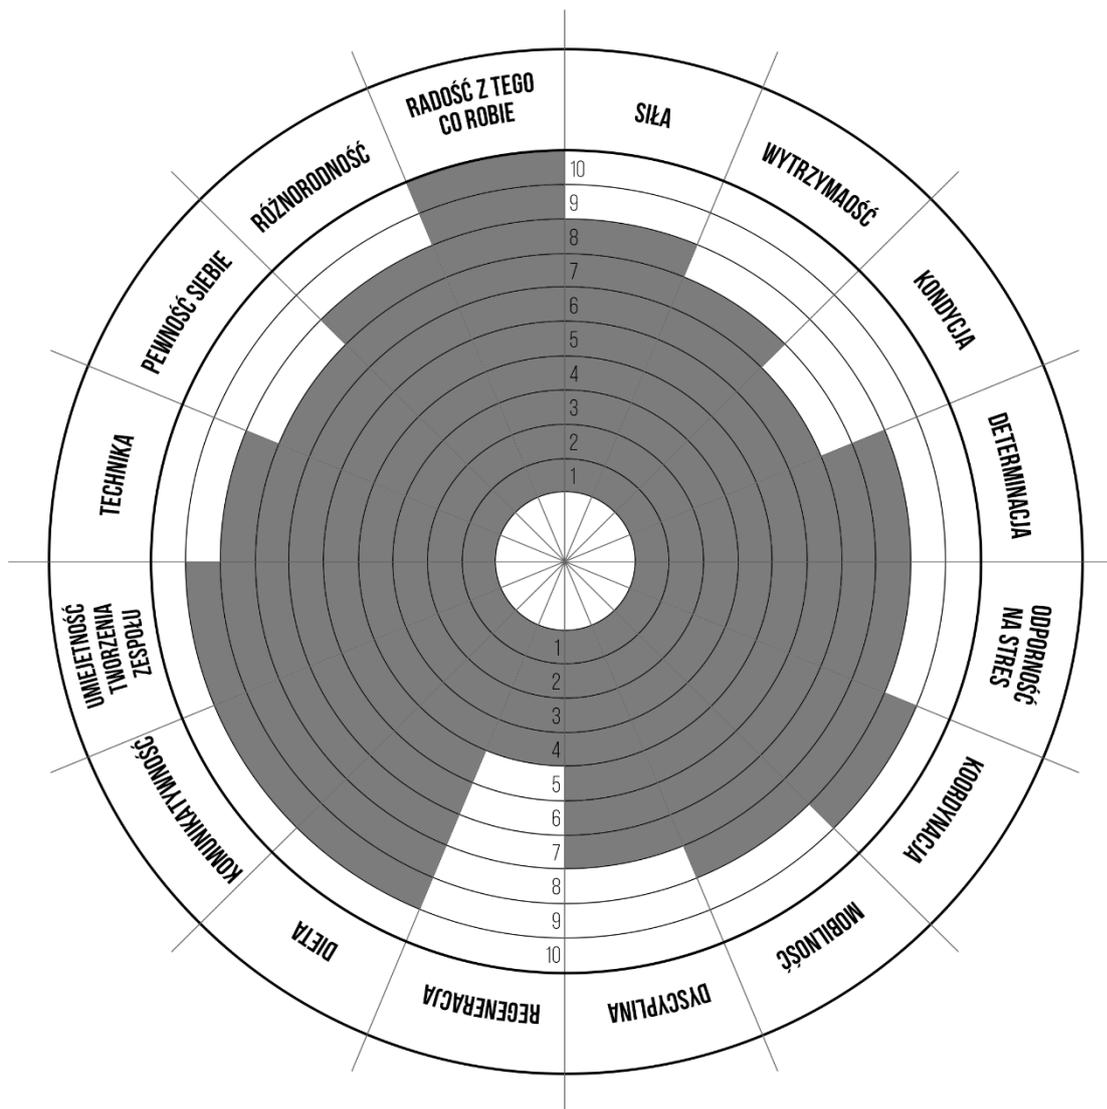 RADOŚĆ Z TEGO
CO ROBIE
SIŁA
WYTRZYMAOŚĆ
KONDYCJA
DETERMINACJA
ODPORNOŚĆ
NA STRES
KOORDYNACJA
MOBILNOŚĆ
DYSCYPLINA
REGENERACJA
DIETA
KOMUNIKATYWNOŚĆ
UMIEJETNOŚĆ
TWORZENIA
ZESPOŁU
TECHNIKA
PEWNOŚĆ SIEBIE
RÓŻNORODNOŚĆ
10
9
8
7
6
5
4
3
2
1
1
2
3
4
5
6
7
8
9
10